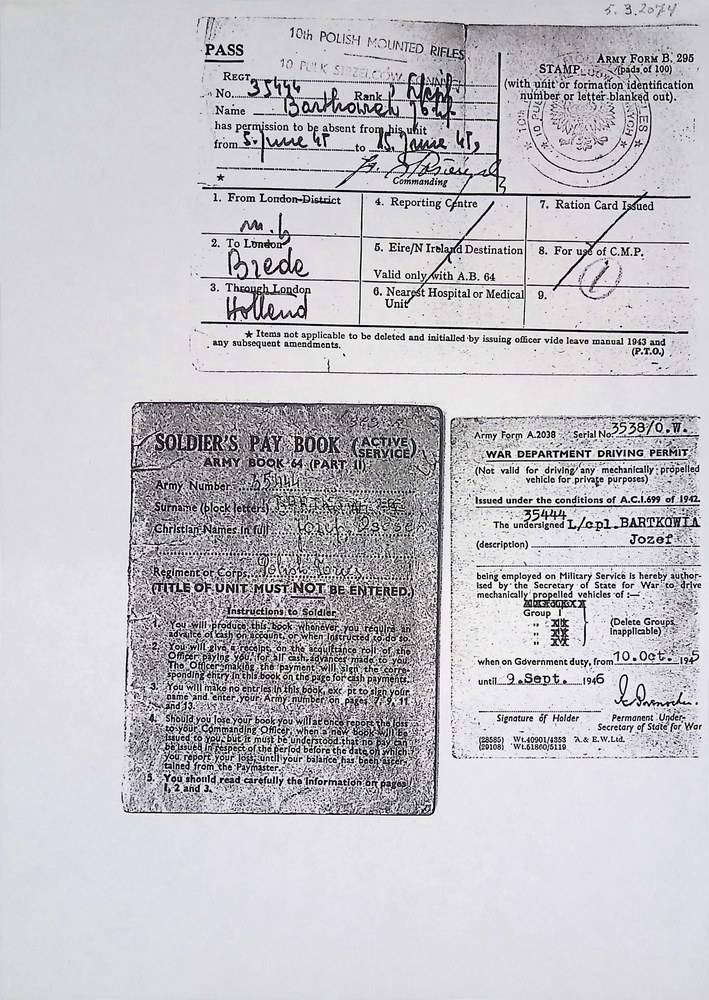 5. 3. 2074
10th POLISH MOUNTED RIFLES
PASS
ARMY FORM B. 295
(pads of 100)
10 PULK STRZELCOW KONNYCH
STAMP
(with unit or formation identification
number or letter blanked out).
REGT.
No. 35444 Rank
Name
has permission to be absent from his unit
from 5. June 45 to 15. June 45,
Commanding
*
1. From London District
2. To London
Breda
3. Through London
Holland
4. Reporting Centre
5. Eire/N Ireland Destination
Valid only with A.B. 64
6. Nearest Hospital or Medical
Unit
7. Ration Card Issued
8. For use of C.M.P.
1
9.
* Items not applicable to be deleted and initialled by issuing officer vide leave manual 1943 and
any subsequent amendments.
(P.T.O.)
SOLDIER'S PAY BOOK (ACTIVE SERVICE)
ARMY BOOK 64 (PART II)
Army Number 35444
Surname (block letters)
Christian Names in full Józef
Regiment or Corps Polish Forces
(TITLE OF UNIT MUST NOT BE ENTERED.)
Instructions to Soldier
1. You will produce this book whenever you require an
advance of cash on account, or when instructed to do so.
2. You will give a receipt, on the acquittance roll of the
Officer paying you, for all cash advances made to you.
The Officer making the payment will sign the corre-
sponding entry in this book on the page for cash payments.
3. You will make no entries in this book, except to sign your
name and enter your Army number on pages 7, 9, 11
and 13.
4. Should you lose your book you will at once report the loss
to your Commanding Officer, when a new book will be
issued to you, but it must be understood that no pay can
be issued in respect of the period before the date on which
you report your loss, until your balance has been ascer-
tained from the Paymaster.
5. You should read carefully the Information on pages
1, 2 and 3.
Army Form A.2038 Serial No. 3538/O.W.
WAR DEPARTMENT DRIVING PERMIT
(Not valid for driving any mechanically propelled
vehicle for private purposes)
Issued under the conditions of A.C.I.699 of 1942
35444
The undersigned L/cpl. BARTKOWIA
(description) Jozef
being employed on Military Service is hereby author-
ised by the Secretary of State for War to drive
mechanically propelled vehicles of :—
Group I
(Delete Groups
inapplicable)
when on Government duty, from 10.Oct. 1945
until 9.Sept. 1946
Signature of Holder
Permanent Under-
Secretary of State for War
(28585) Wt.40901/4353 A. & E.W.Ltd.
(29108) Wt.51860/5119